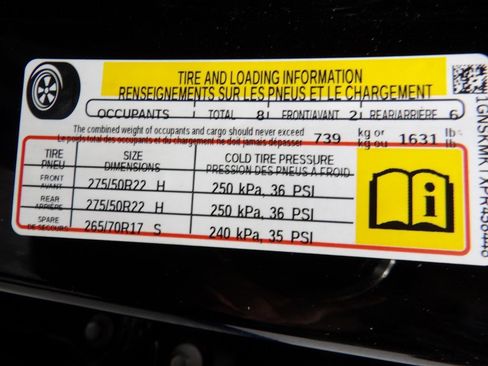 TIRE AND LOADING INFORMATION
RENSEIGNEMENTS SUR LES PNEUS ET LE CHARGEMENT
OCCUPANTS TOTAL 8 FRONT/AVANT 2 REAR/ARRIÈRE 6
The combined weight of occupants and cargo should never exceed 739 kg or 1631 lb
Le poids total des occupants et du chargement ne doit jamais dépasser kg ou lb
TIRE SIZE COLD TIRE PRESSURE
PNEU DIMENSIONS PRESSION DES PNEUS À FROID
FRONT
AVANT 275/50R22 H 250 kPa, 36 PSI
REAR
ARRIÈRE 275/50R22 H 250 kPa, 36 PSI
SPARE
DE SECOURS 265/70R17 S 240 kPa, 35 PSI